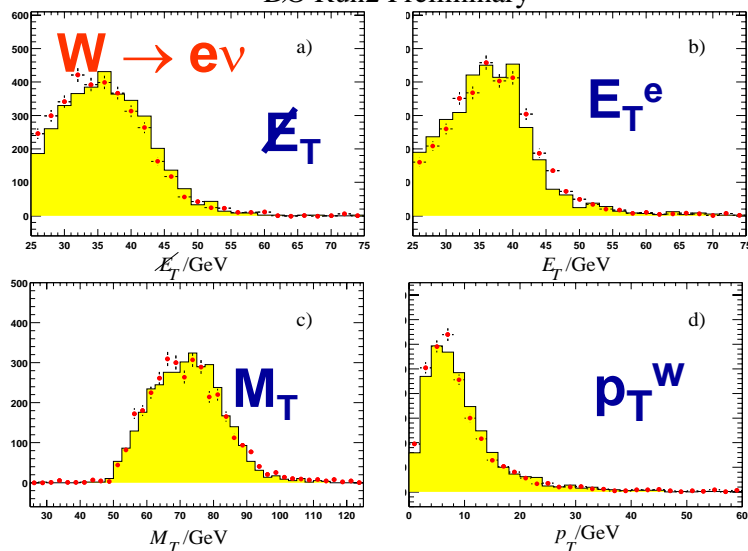 Run2 Preliminary
a)
W → eν
E̸T
600
500
400
300
200
100
0
25 30 35 40 45 50 55 60 65 70 75
E̸T /GeV
b)
ETe
25 30 35 40 45 50 55 60 65 70 75
ET /GeV
c)
MT
500
400
300
200
100
0
30 40 50 60 70 80 90 100 110 120
MT /GeV
d)
pTW
0 10 20 30 40 50 60
pT /GeV